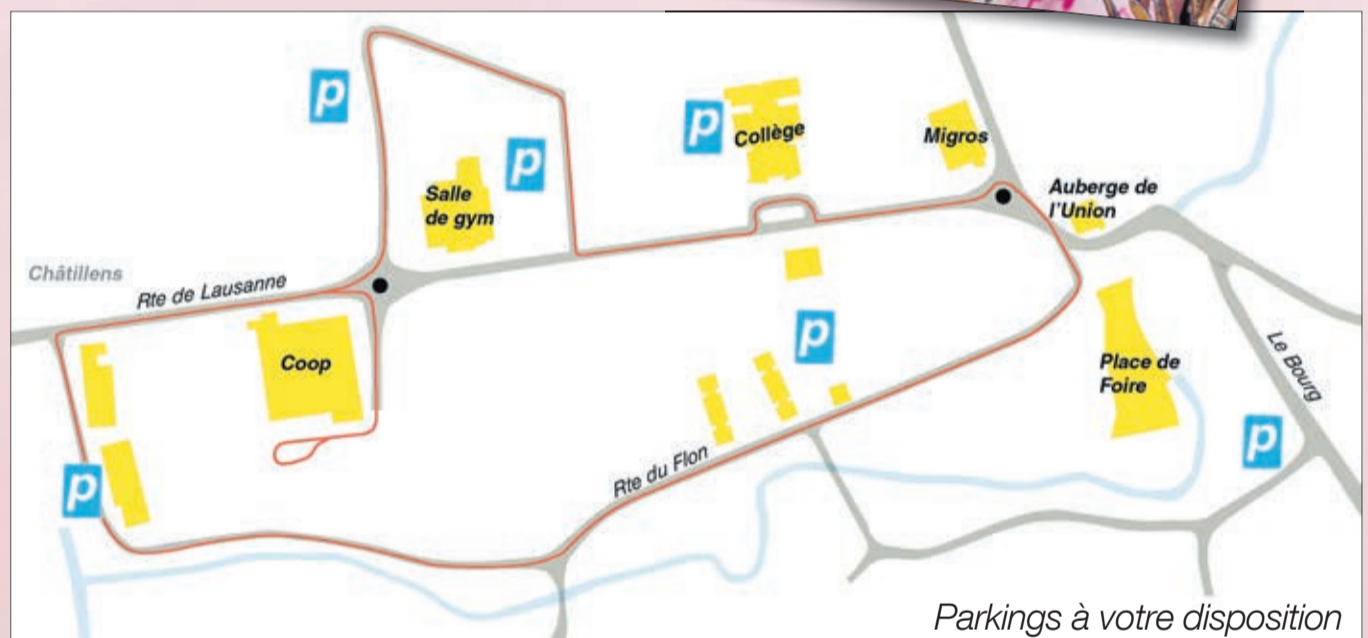 P
P
P
Collège
Migros
Salle
de gym
Auberge de
l'Union
Châtillens
Rte de Lausanne
Coop
P
Place de
Foire
Le Bourg
P
Rte du Flon
P
Parkings à votre disposition